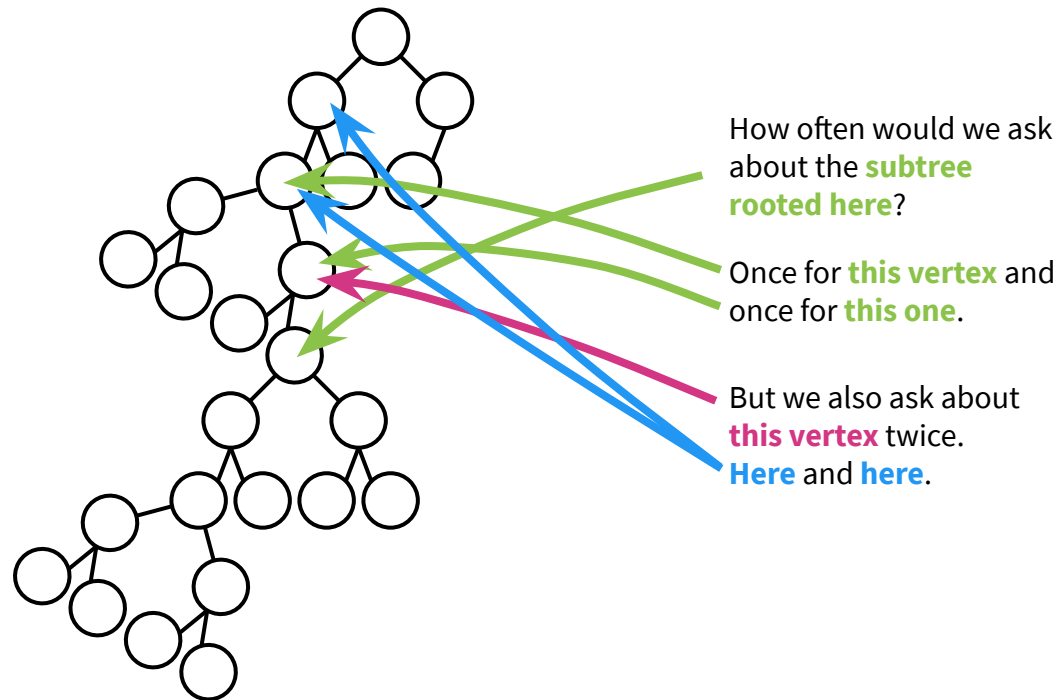 How often would we ask
about the subtree
rooted here?
Once for this vertex and
once for this one.
But we also ask about
this vertex twice.
Here and here.